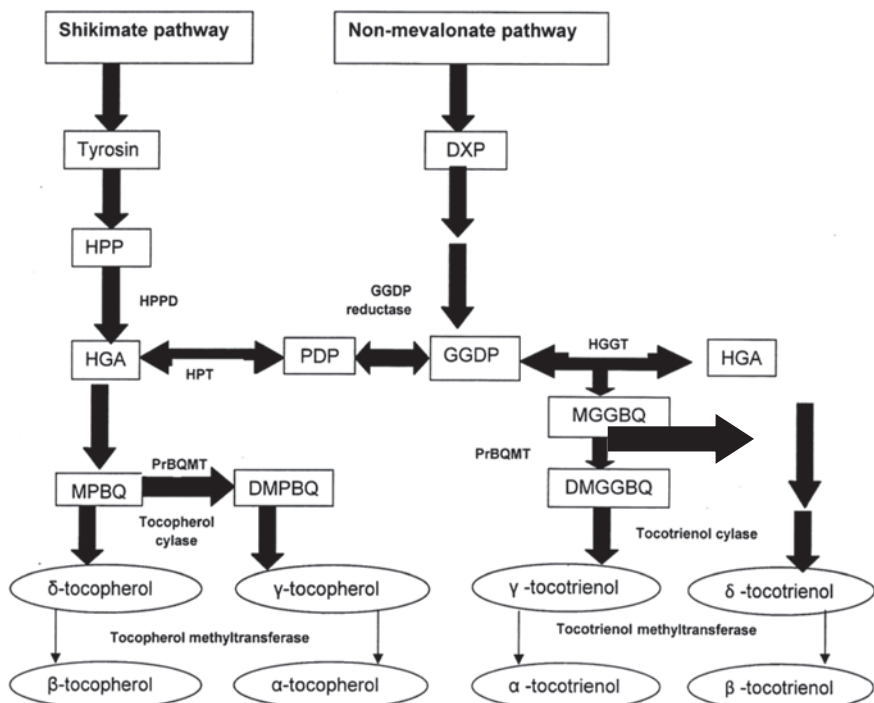 Shikimate pathway
Non-mevalonate pathway
Tyrosin
DXP
HPP
HPPD
GGDP
reductase
HGA
HPT
PDP
GGDP
HGGT
HGA
MGGBQ
PrBQMT
MPBQ
PrBQMT
DMPBQ
DMGGBQ
Tocopherol
cylase
Tocotrienol cylase
δ-tocopherol
γ-tocopherol
γ -tocotrienol
δ -tocotrienol
Tocopherol methyltransferase
Tocotrienol methyltransferase
β-tocopherol
α-tocopherol
α -tocotrienol
β -tocotrienol